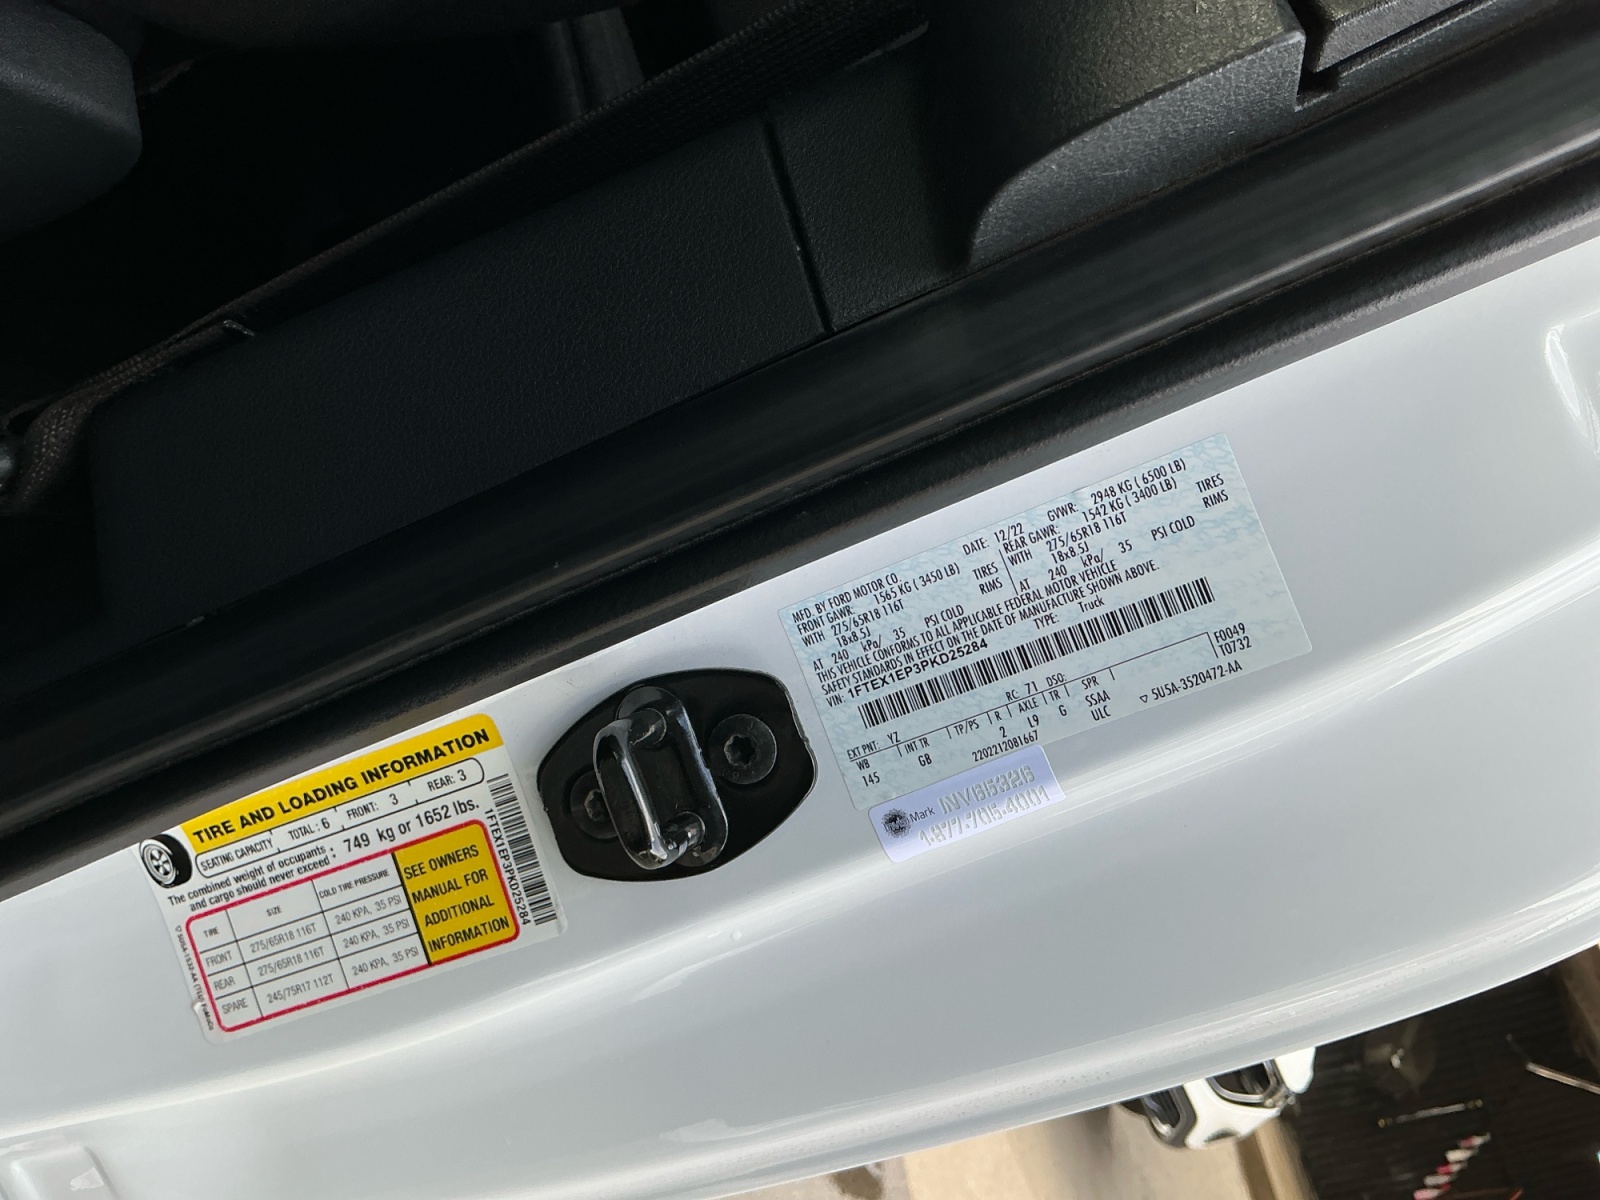 TIRE AND LOADING INFORMATION
SEATING CAPACITY TOTAL: 6 FRONT: 3 REAR: 3
The combined weight of occupants and cargo should never exceed: 749 kg or 1652 lbs.
TIRE SIZE COLD TIRE PRESSURE
FRONT 275/65R18 116T 240 KPA, 35 PSI
REAR 275/65R18 116T 240 KPA, 35 PSI
SPARE 245/75R17 112T 240 KPA, 35 PSI
SEE OWNERS
MANUAL FOR
ADDITIONAL
INFORMATION
1FTEX1EP3PKD25284
MFD. BY FORD MOTOR CO. DATE: 12/22 GVWR: 2948 KG ( 6500 LB)
FRONT GAWR: 1565 KG ( 3450 LB) REAR GAWR: 1542 KG ( 3400 LB)
WITH 275/65R18 116T TIRES WITH 275/65R18 116T TIRES
18x8.5J RIMS 18x8.5J RIMS
AT 240 kPa/ 35 PSI COLD AT 240 kPa/ 35 PSI COLD
THIS VEHICLE CONFORMS TO ALL APPLICABLE FEDERAL MOTOR VEHICLE
SAFETY STANDARDS IN EFFECT ON THE DATE OF MANUFACTURE SHOWN ABOVE.
VIN: 1FTEX1EP3PKD25284 TYPE: Truck
F0049
T0732
EXT PNT: YZ RC: 71 DSO:
WB INT TR TP/PS R AXLE TR SPR
145 GB 2 L9 G SSAA
2202212081667 ULC
5U5A-3520472-AA
Mark
1-877-705-4001